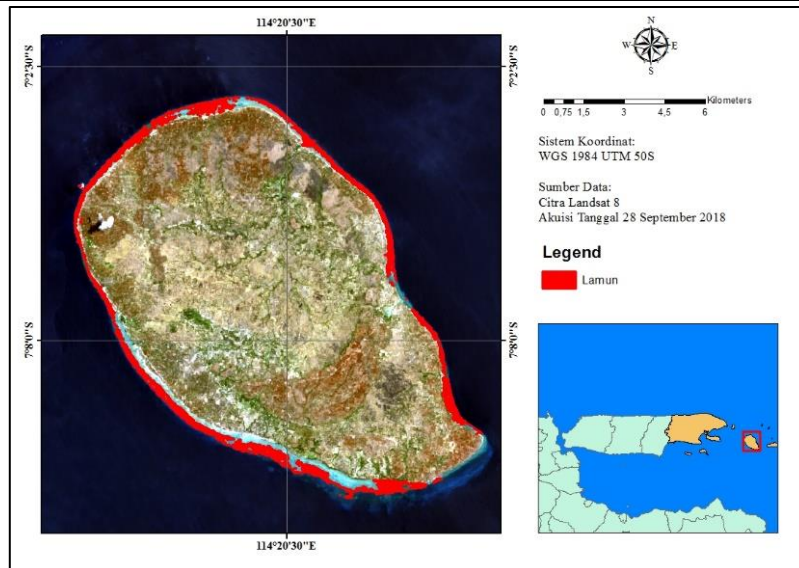 114°20'30"E
7°2'30"S
7°2'30"S
7°8'0"S
7°8'0"S
114°20'30"E
N
W E
S
Kilometers
0 0,75 1,5 3 4,5 6
Sistem Koordinat:
WGS 1984 UTM 50S
Sumber Data:
Citra Landsat 8
Akuisi Tanggal 28 September 2018
Legend
Lamun